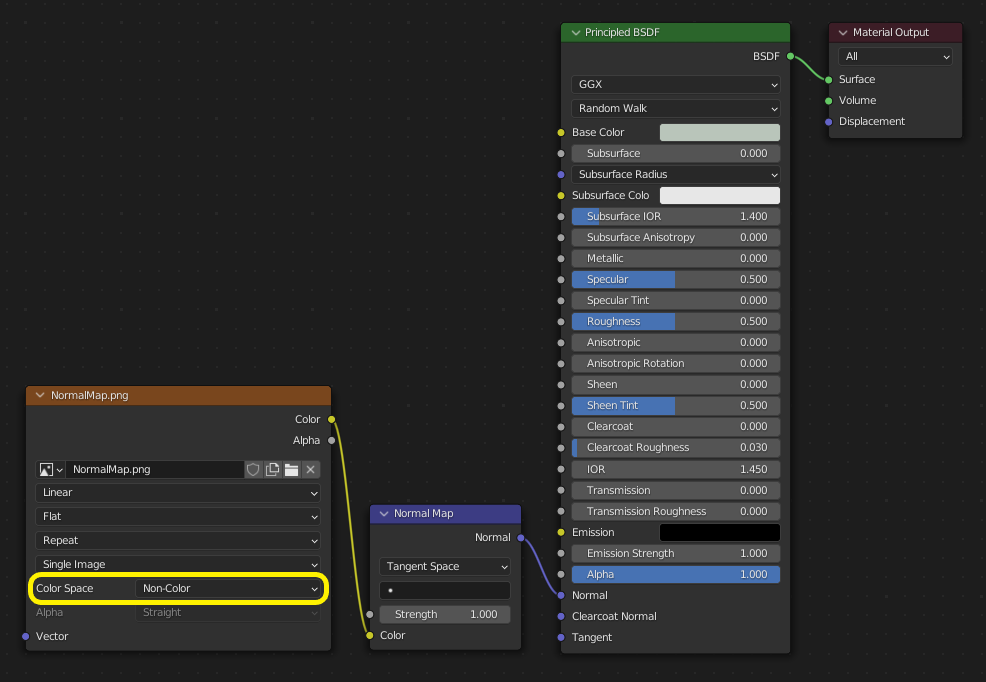 Principled BSDF
BSDF
GGX
Random Walk
Base Color
Subsurface 0.000
Subsurface Radius
Subsurface Colo
Subsurface IOR 1.400
Subsurface Anisotropy 0.000
Metallic 0.000
Specular 0.500
Specular Tint 0.000
Roughness 0.500
Anisotropic 0.000
Anisotropic Rotation 0.000
Sheen 0.000
Sheen Tint 0.500
Clearcoat 0.000
Clearcoat Roughness 0.030
IOR 1.450
Transmission 0.000
Transmission Roughness 0.000
Emission
Emission Strength 1.000
Alpha 1.000
Normal
Clearcoat Normal
Tangent
Material Output
All
Surface
Volume
Displacement
NormalMap.png
Color
Alpha
NormalMap.png
Linear
Flat
Repeat
Single Image
Color Space Non-Color
Alpha Straight
Vector
Normal Map
Normal
Tangent Space
Strength 1.000
Color